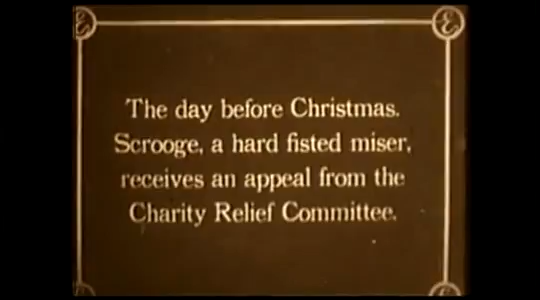 The day before Christmas.
Scrooge, a hard fisted miser,
receives an appeal from the
Charity Relief Committee.